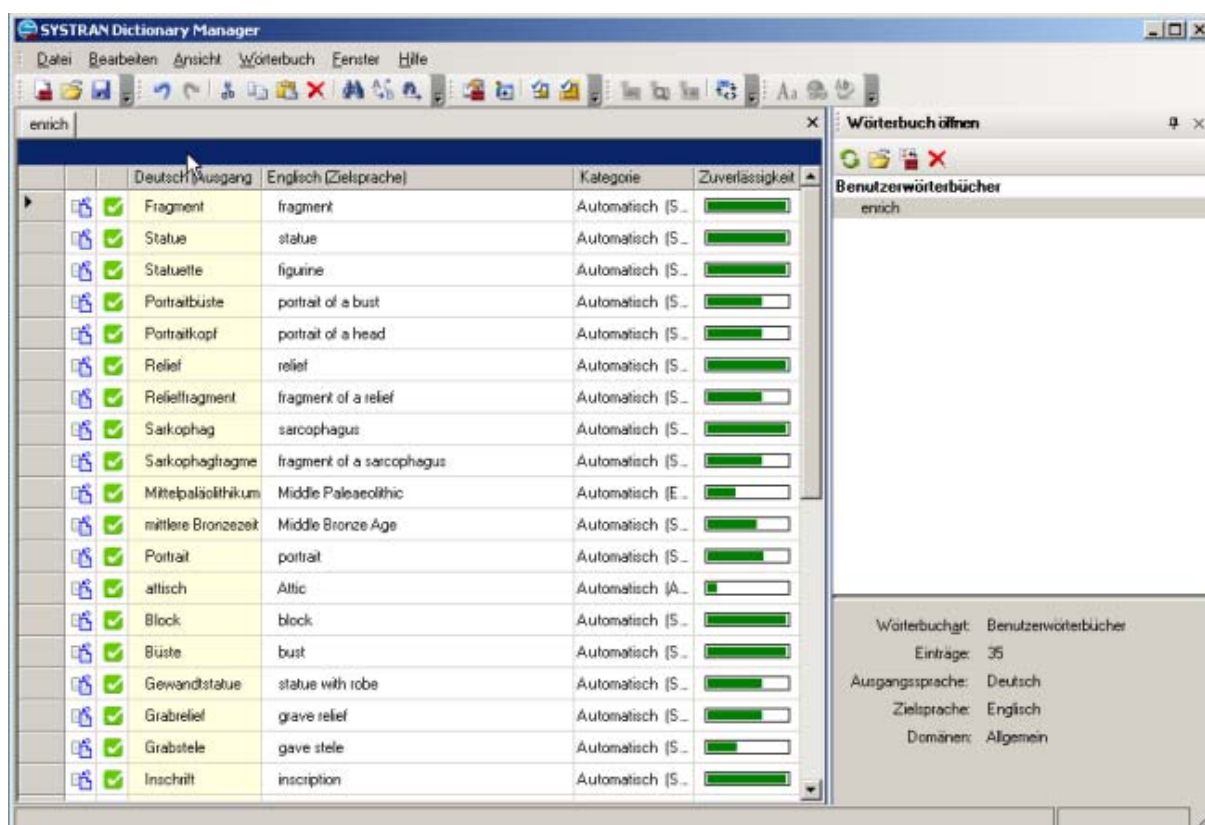 SYSTRAN Dictionary Manager
Datei Bearbeiten Ansicht Wörterbuch Fenster Hilfe
enrich
Deutsch (Ausgang Englisch (Zielsprache) Kategorie Zuverlässigkeit
Fragment fragment Automatisch (S...
Statue statue Automatisch (S...
Statuette figurine Automatisch (S...
Portraitbüste portrait of a bust Automatisch (S...
Portraitkopf portrait of a head Automatisch (S...
Relief relief Automatisch (S...
Relieffragment fragment of a relief Automatisch (S...
Sarkophag sarcophagus Automatisch (S...
Sarkophagfragme fragment of a sarcophagus Automatisch (S...
Mittelpaläolithikum Middle Paleaeolithic Automatisch (E...
mittlere Bronzezeit Middle Bronze Age Automatisch (S...
Portrait portrait Automatisch (S...
attisch Attic Automatisch (A...
Block block Automatisch (S...
Büste bust Automatisch (S...
Gewandtstatue statue with robe Automatisch (S...
Grabrelief grave relief Automatisch (S...
Grabstele gave stele Automatisch (S...
Inschrift inscription Automatisch (S...
Wörterbuch öffnen
Benutzerwörterbücher
enrich
Wörterbuchart: Benutzerwörterbücher
Einträge: 35
Ausgangssprache: Deutsch
Zielsprache: Englisch
Domänen: Allgemein